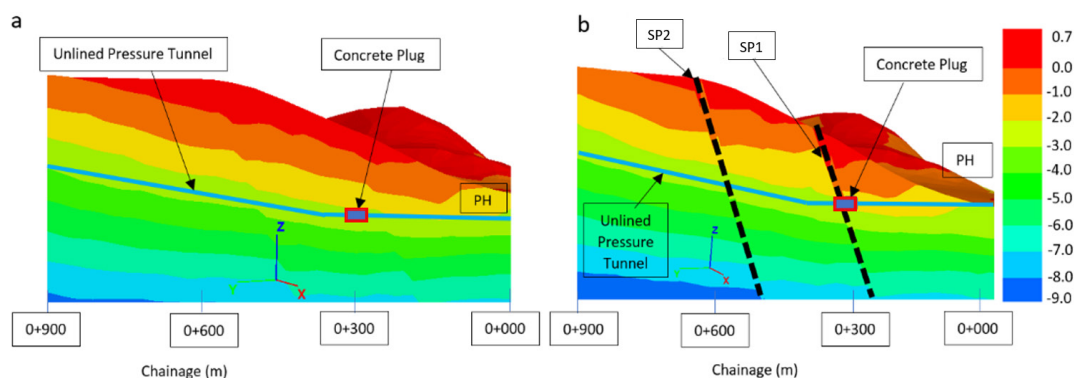 a
Unlined Pressure Tunnel
Concrete Plug
PH
Z
Y
X
0+900
0+600
0+300
0+000
Chainage (m)
b
SP2
SP1
Concrete Plug
PH
Unlined
Pressure
Tunnel
Z
Y
X
0+900
0+600
0+300
0+000
Chainage (m)
0.7
0.0
-1.0
-2.0
-3.0
-4.0
-5.0
-6.0
-7.0
-8.0
-9.0